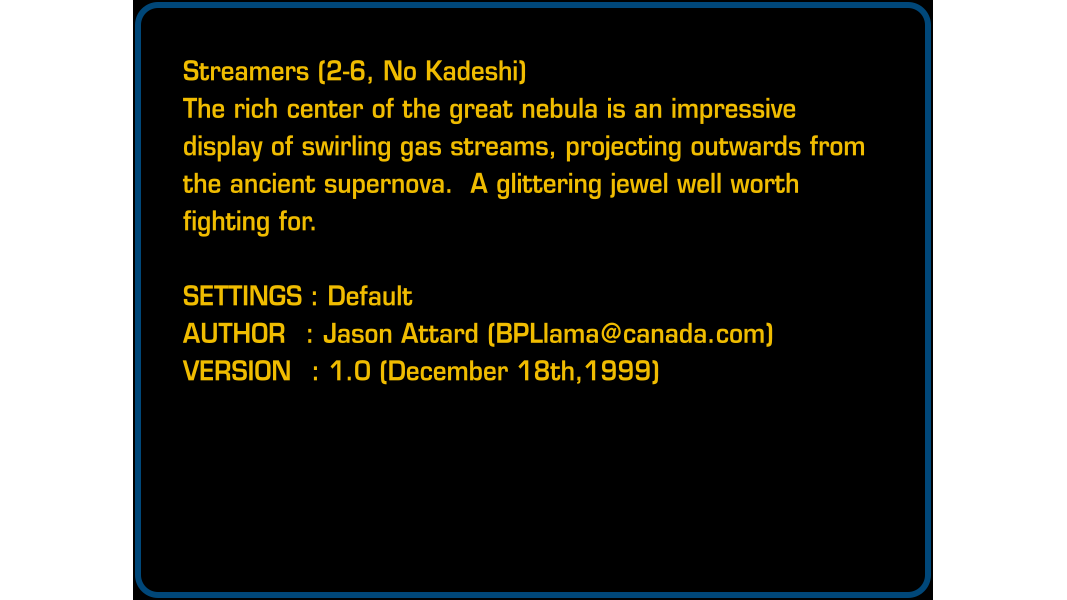 Streamers (2-6, No Kadeshi)
The rich center of the great nebula is an impressive
display of swirling gas streams, projecting outwards from
the ancient supernova.  A glittering jewel well worth
fighting for.

SETTINGS : Default
AUTHOR  : Jason Attard (BPLlama@canada.com)
VERSION  : 1.0 (December 18th,1999)